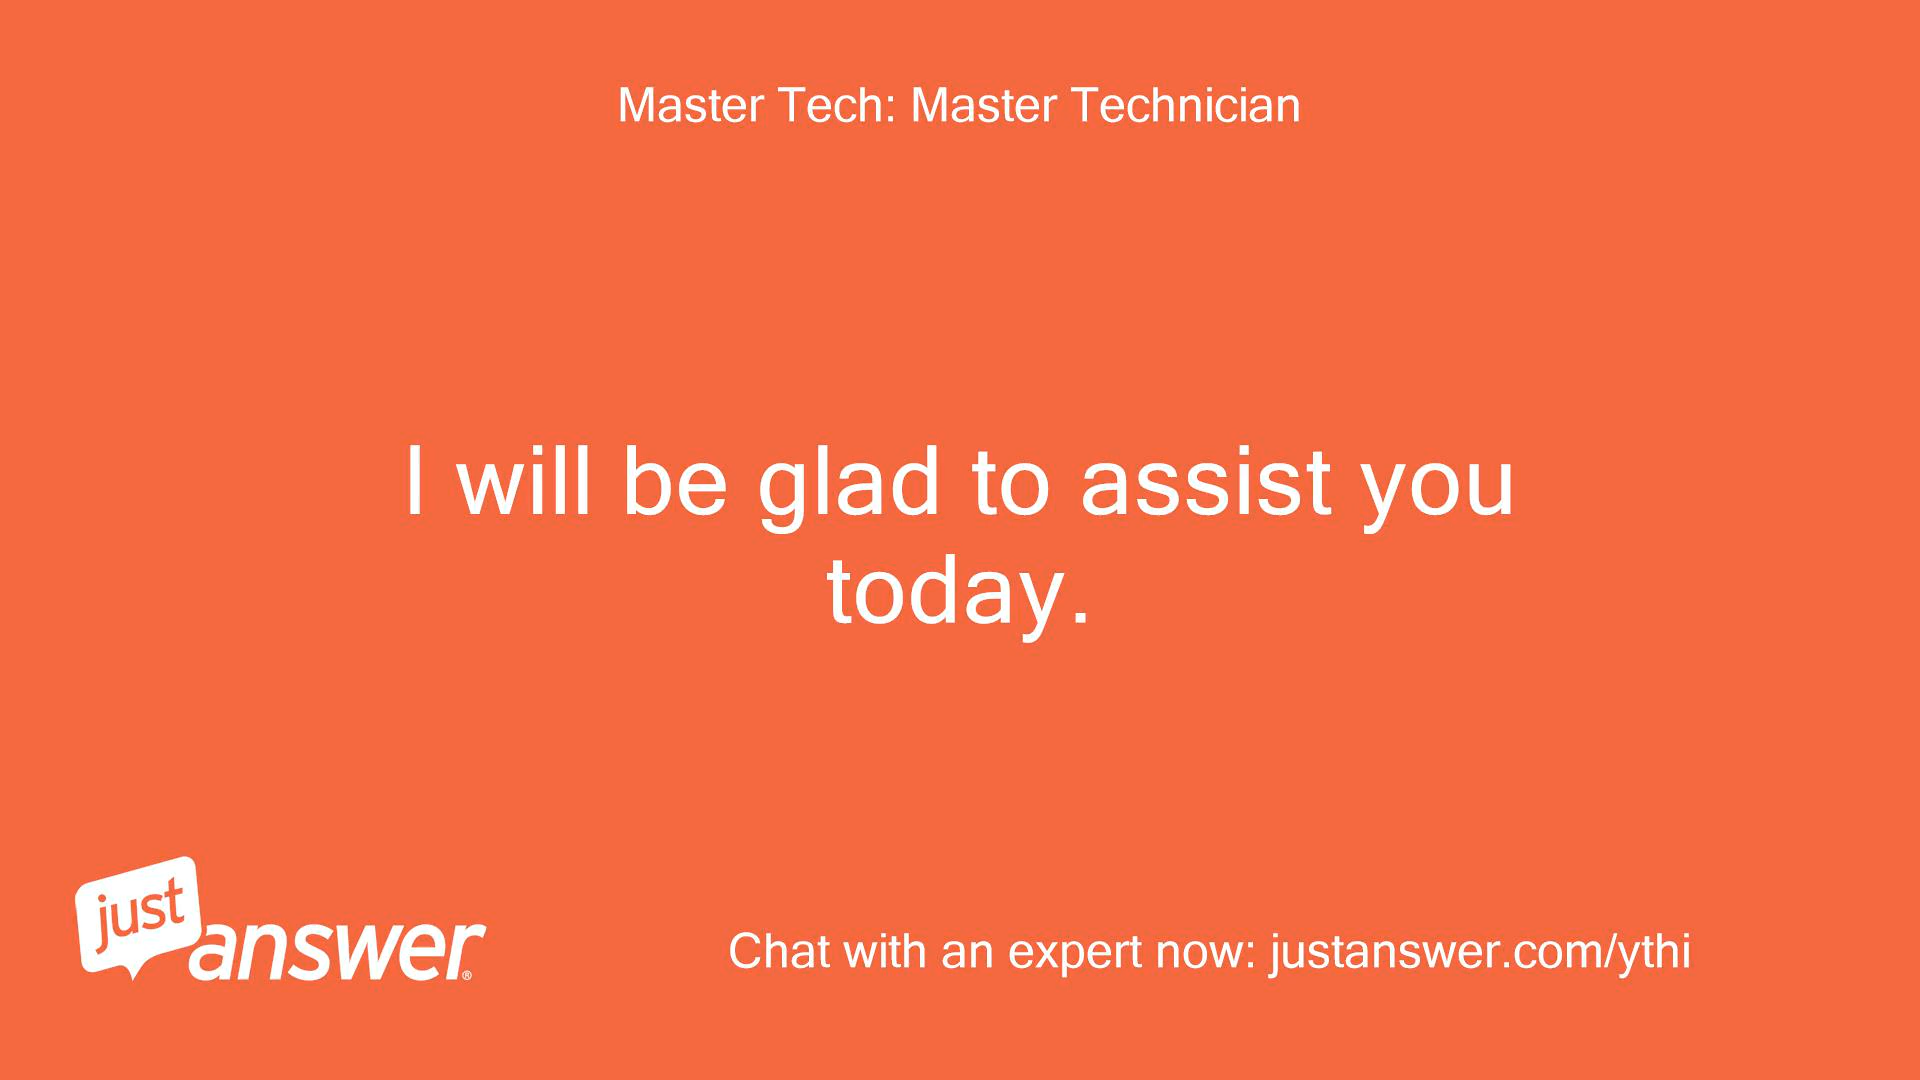 Master Tech: Master Technician
I will be glad to assist you
today.
just
answer®
Chat with an expert now: justanswer.com/ythi